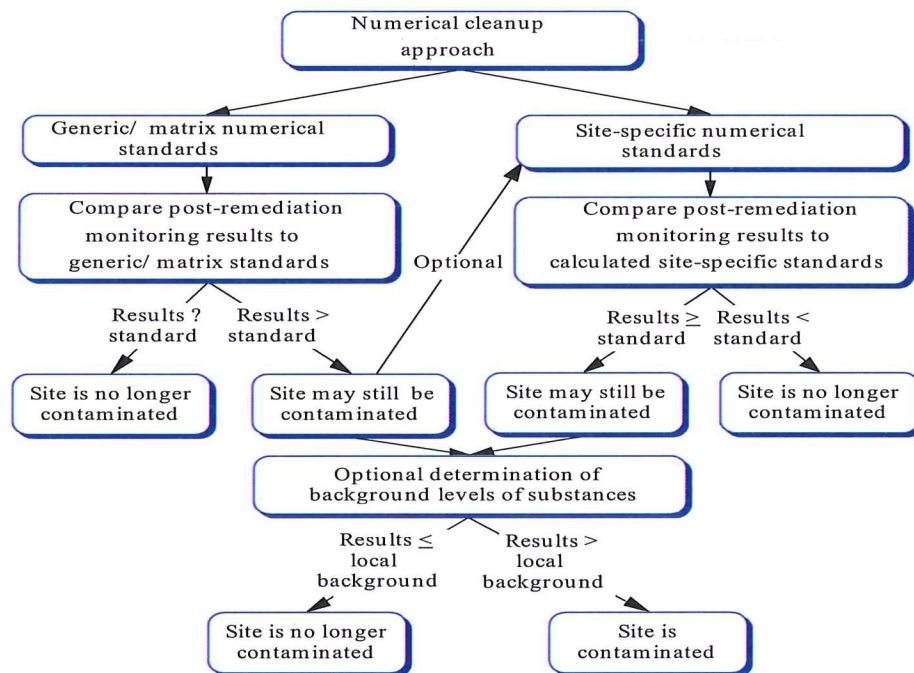 Numerical cleanup
approach
Generic/ matrix numerical
standards
Site-specific numerical
standards
Compare post-remediation
monitoring results to
generic/ matrix standards
Optional
Compare post-remediation
monitoring results to
calculated site-specific standards
Results ?
standard
Results >
standard
Results ≥
standard
Results <
standard
Site is no longer
contaminated
Site may still be
contaminated
Site may still be
contaminated
Site is no longer
contaminated
Optional determination of
background levels of substances
Results ≤
local
background
Results >
local
background
Site is no longer
contaminated
Site is
contaminated